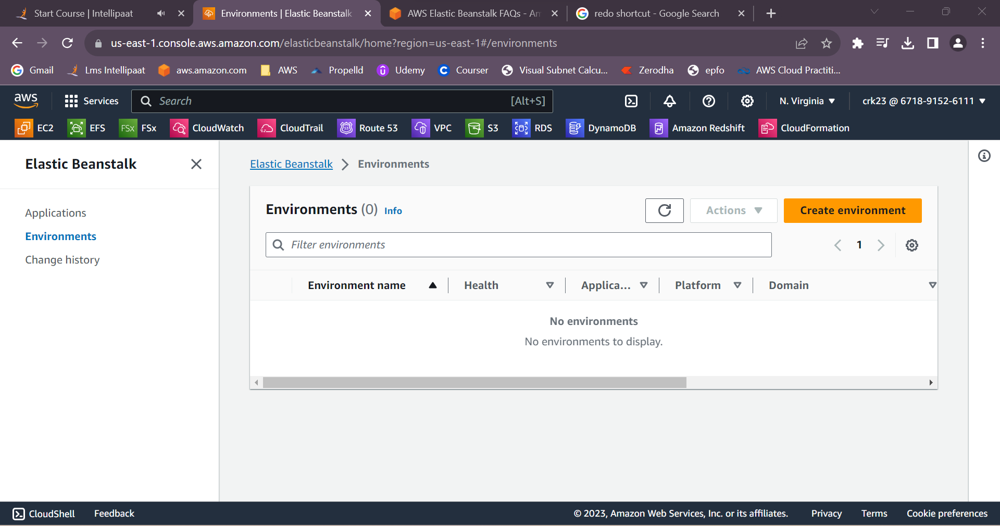 Start Course | Intellipaat
Environments | Elastic Beanstalk
AWS Elastic Beanstalk FAQs - Am
redo shortcut - Google Search
us-east-1.console.aws.amazon.com/elasticbeanstalk/home?region=us-east-1#/environments
Gmail
Lms Intellipaat
aws.amazon.com
AWS
Propelld
Udemy
Courser
Visual Subnet Calcu...
Zerodha
epfo
AWS Cloud Practiti...
aws
Services
Search
[Alt+S]
N. Virginia
crk23 @ 6718-9152-6111
EC2
EFS
FSx
FSx
CloudWatch
CloudTrail
53
Route 53
VPC
S3
RDS
DynamoDB
Amazon Redshift
CloudFormation
Elastic Beanstalk
Applications
Environments
Change history
Elastic Beanstalk
Environments
Environments (0) Info
Actions
Create environment
Filter environments
1
Environment name
Health
Applica...
Platform
Domain
No environments
No environments to display.
CloudShell
Feedback
© 2023, Amazon Web Services, Inc. or its affiliates.
Privacy
Terms
Cookie preferences